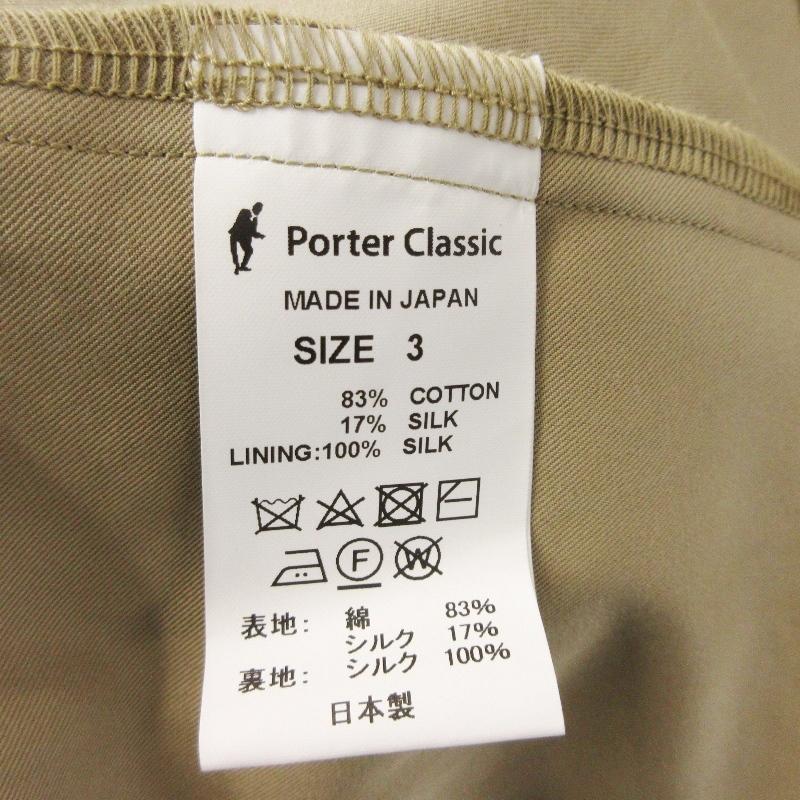 Porter Classic
MADE IN JAPAN
SIZE 3
83% COTTON
17% SILK
LINING:100% SILK
F W
表地: 綿 83%
シルク 17%
裏地: シルク 100%
日本製